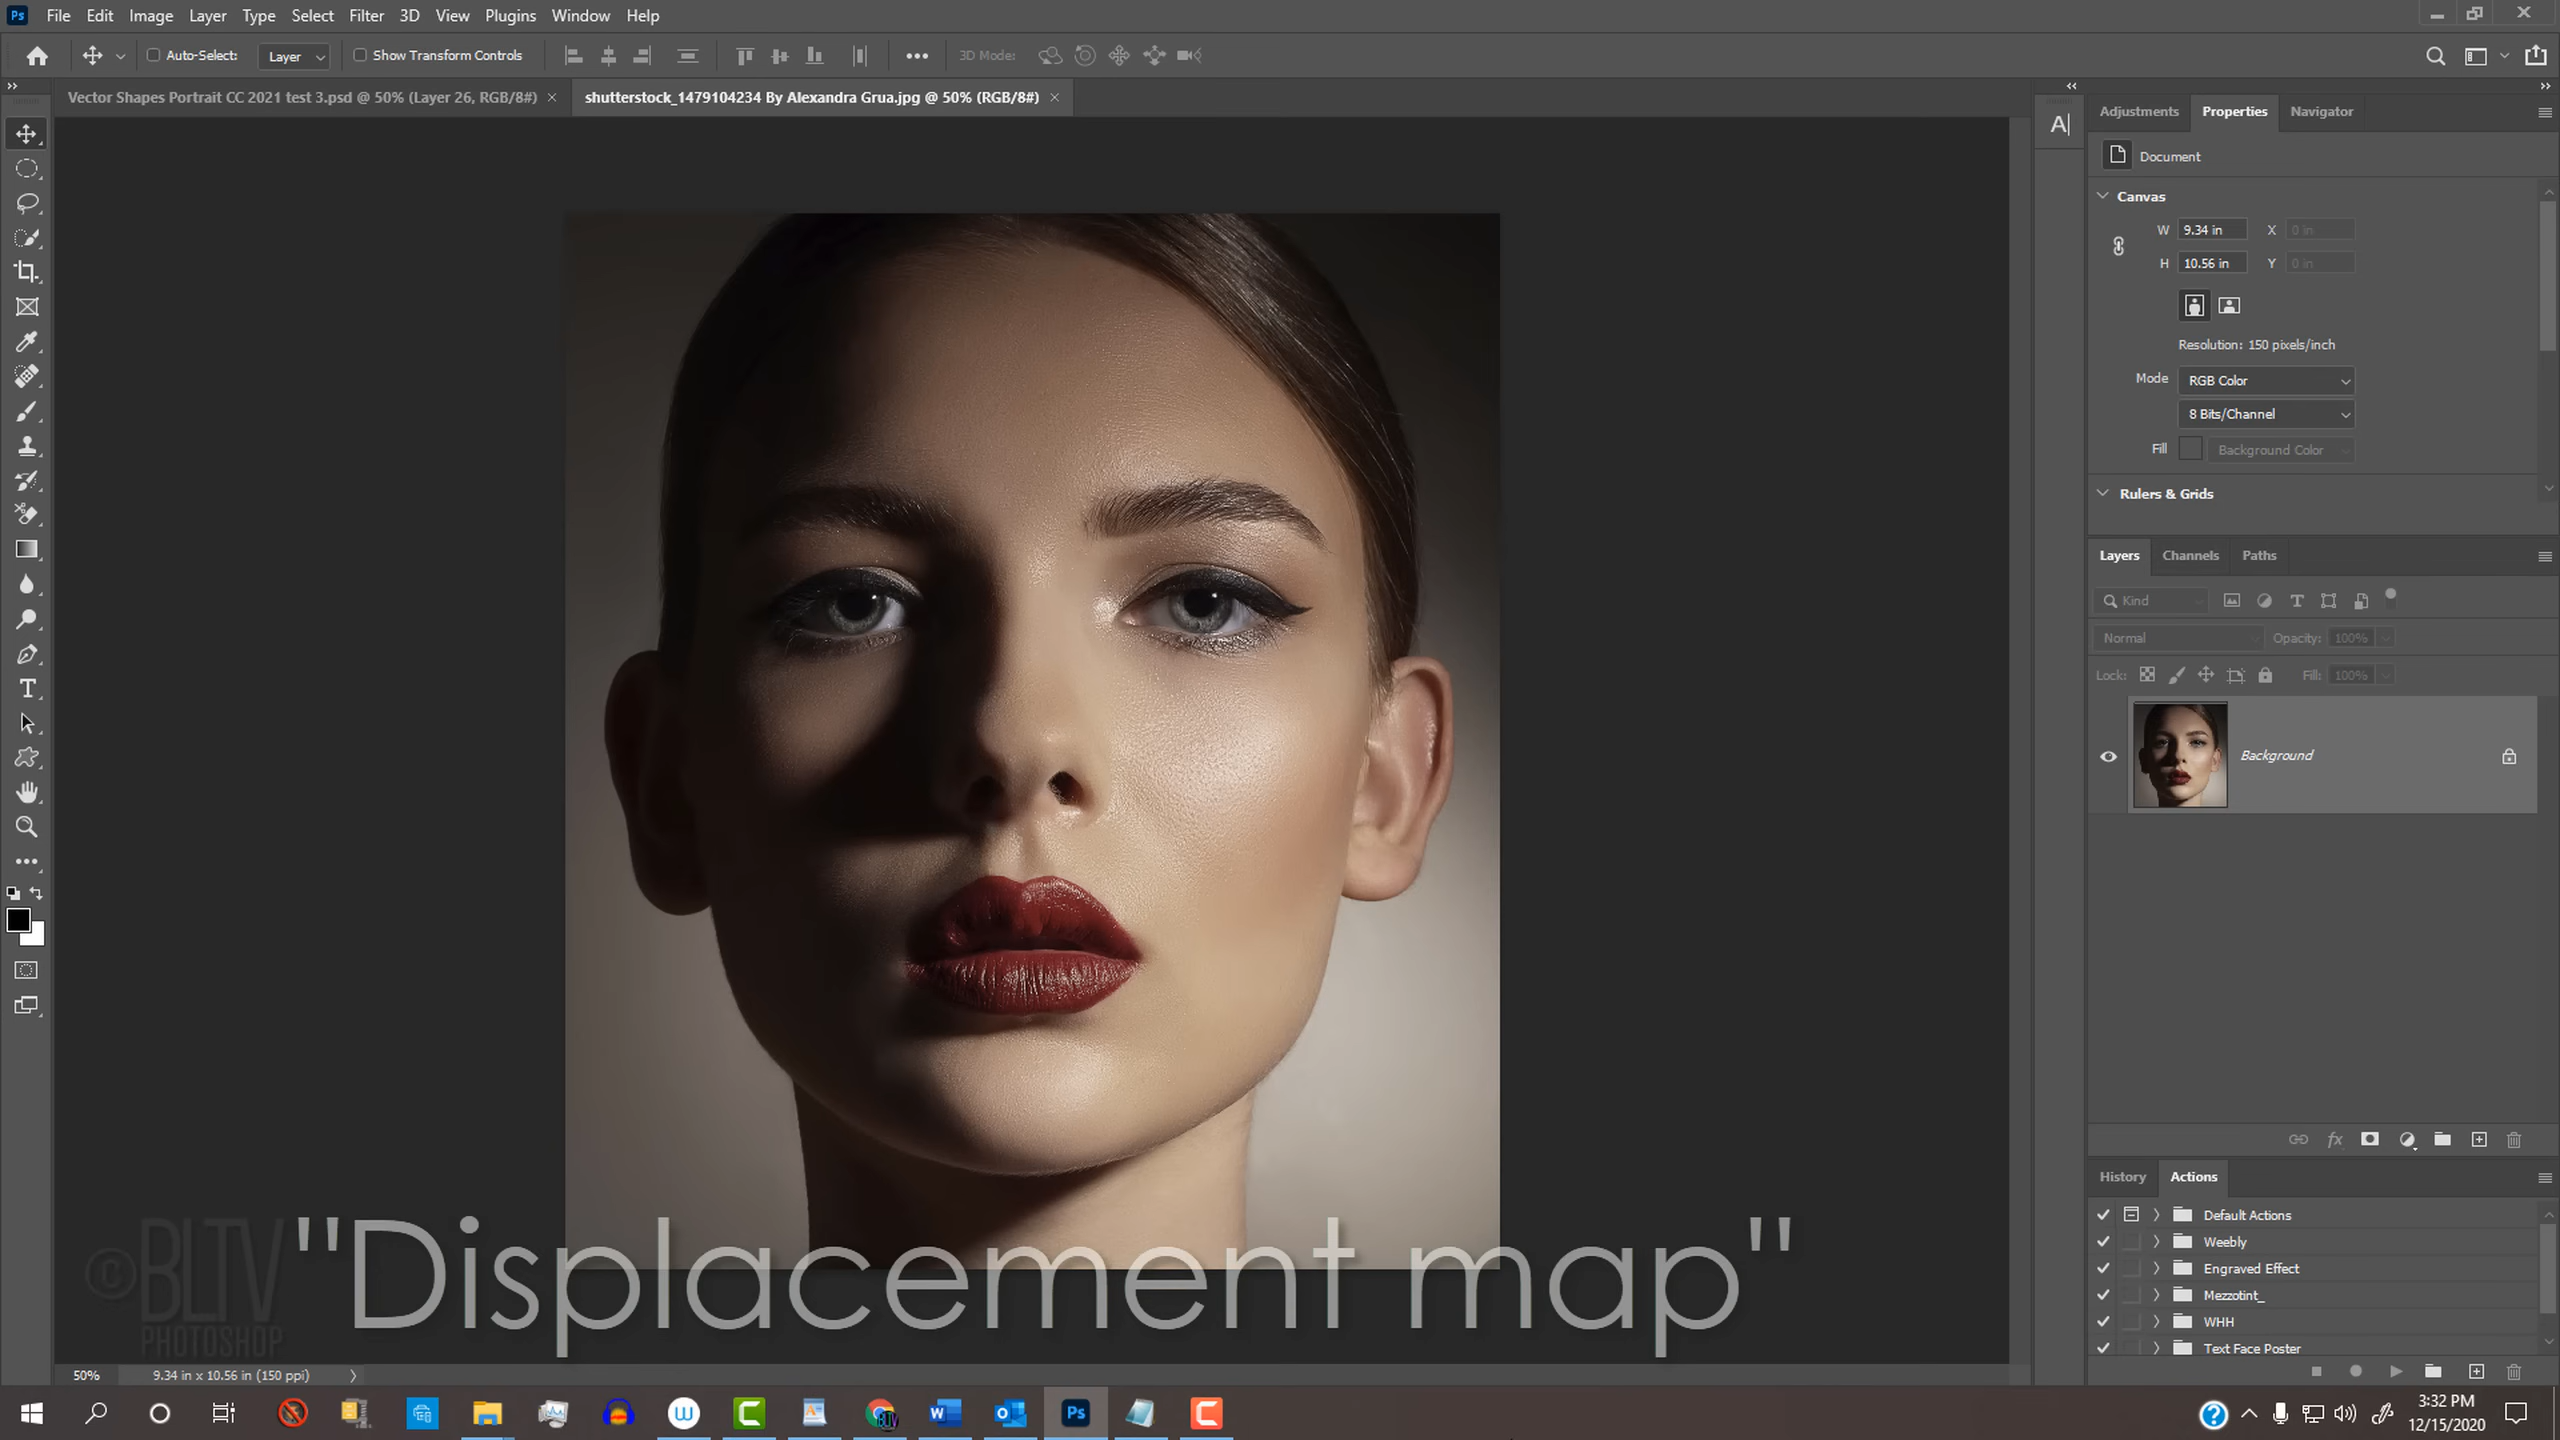 Ps File Edit Image Layer Type Select Filter 3D View Plugins Window Help
Auto-Select: Layer Show Transform Controls 3D Mode:
Vector Shapes Portrait CC 2021 test 3.psd @ 50% (Layer 26, RGB/8#) × shutterstock_1479104234 By Alexandra Grua.jpg @ 50% (RGB/8#) ×
A|
Adjustments Properties Navigator
Document
Canvas
W 9.34 in X 0 in
H 10.56 in Y 0 in
Resolution: 150 pixels/inch
Mode RGB Color
8 Bits/Channel
Fill Background Color
Rulers & Grids
Layers Channels Paths
Kind
Normal Opacity: 100%
Lock: Fill: 100%
Background
fx
History Actions
Default Actions
Weebly
Engraved Effect
Mezzotint_
WHH
Text Face Poster
© BLTV
PHOTOSHOP
"Displacement map"
50% 9.34 in x 10.56 in (150 ppi)
3:32 PM
12/15/2020